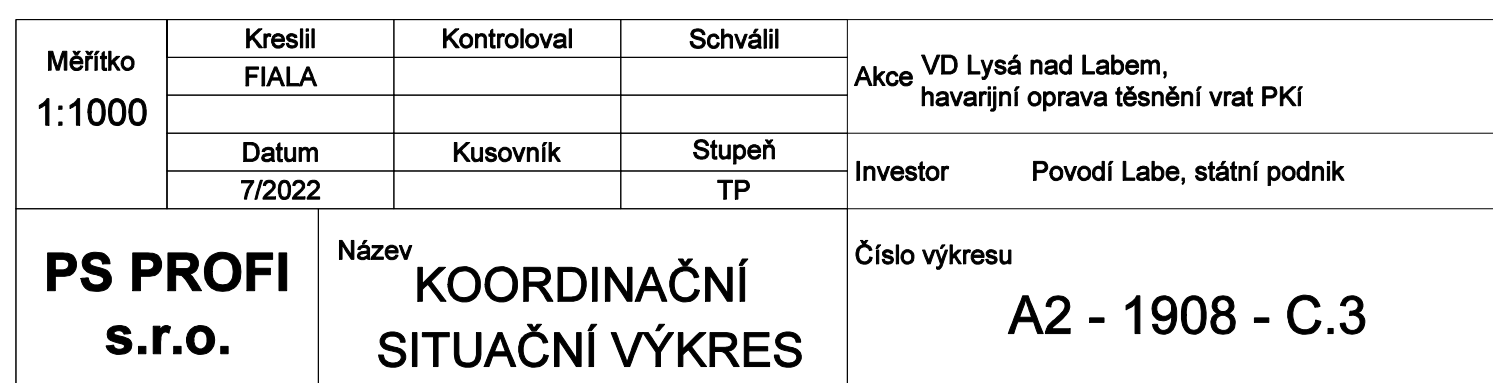 Měřítko
1:1000
Kreslil Kontroloval Schválil
FIALA
Datum Kusovník Stupeň
7/2022 TP
Akce VD Lysá nad Labem,
havarijní oprava těsnění vrat PKí
Investor Povodí Labe, státní podnik
PS PROFI
s.r.o.
Název
KOORDINAČNÍ
SITUAČNÍ VÝKRES
Číslo výkresu
A2 - 1908 - C.3